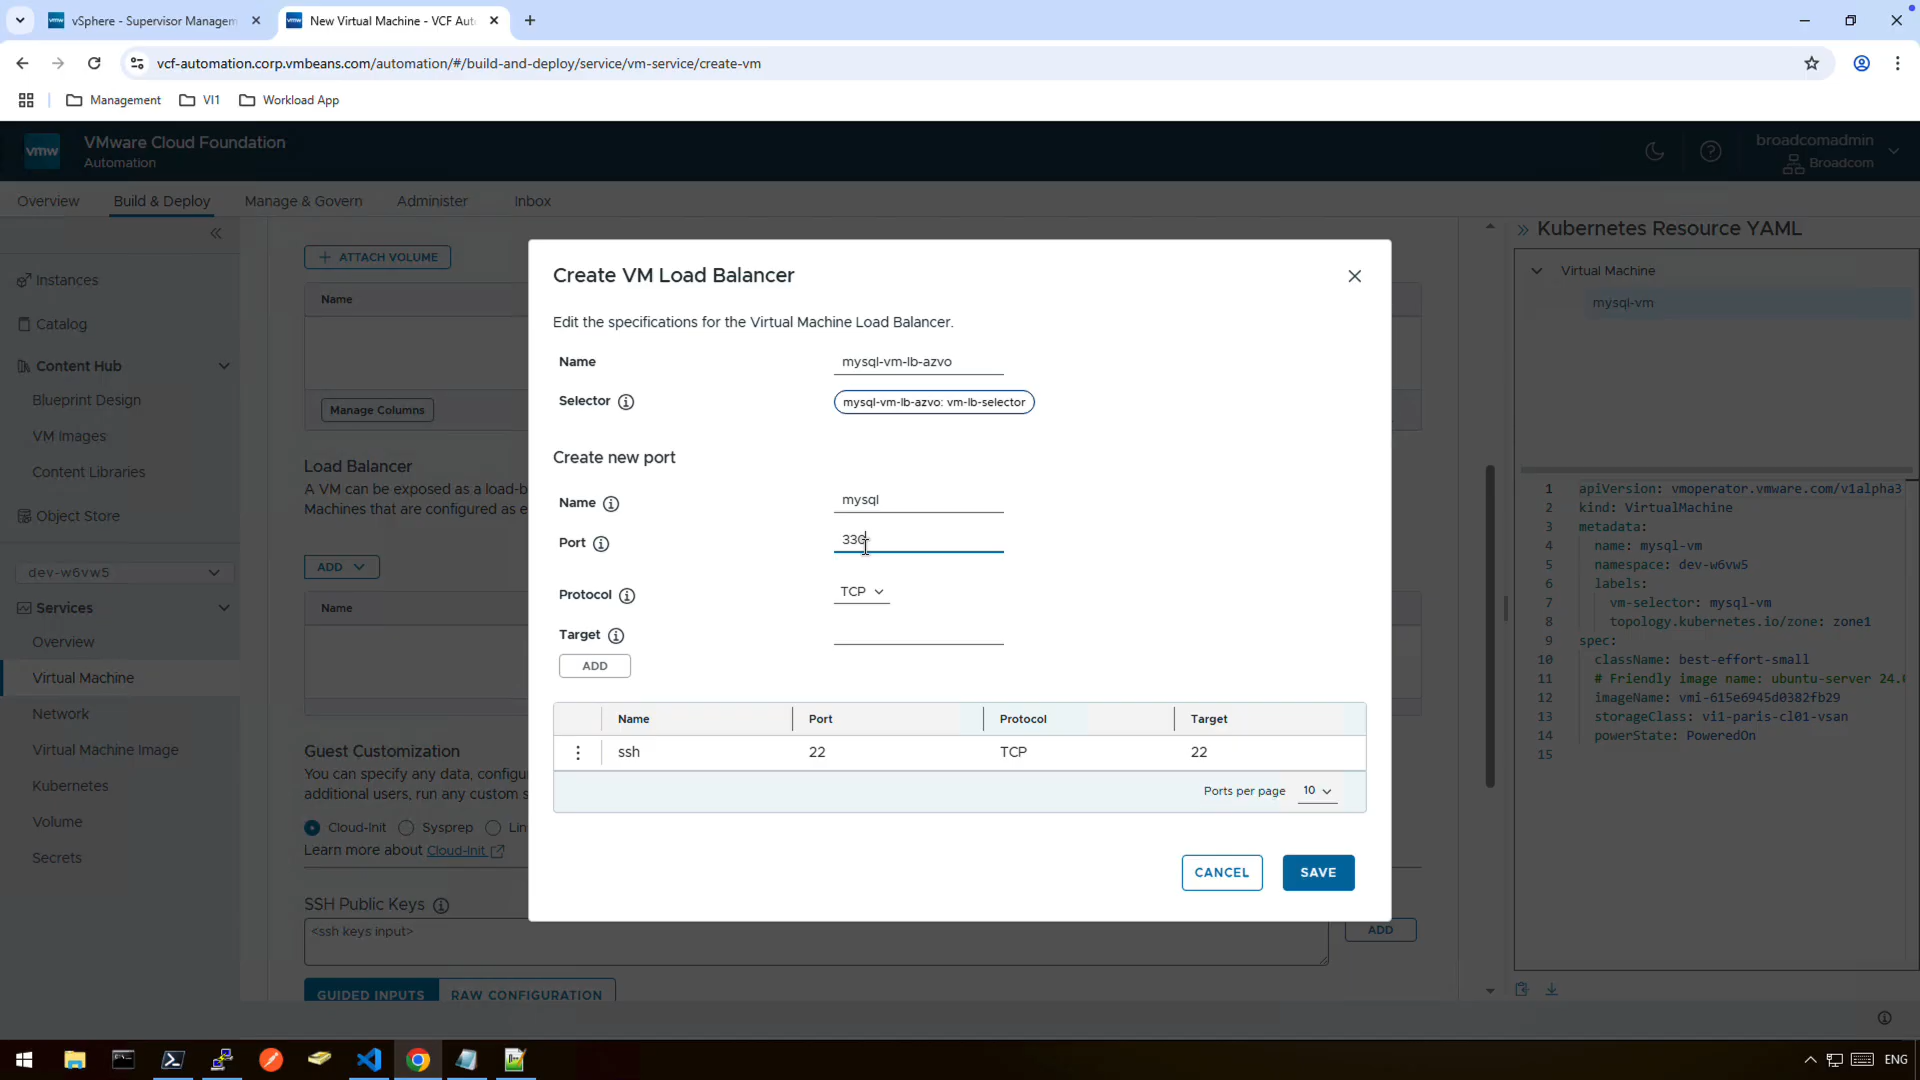 vSphere - Supervisor Managem
New Virtual Machine - VCF Aut
vcf-automation.corp.vmbeans.com/automation/#/build-and-deploy/service/vm-service/create-vm
Management
VI1
Workload App
vmw
VMware Cloud Foundation
Automation
broadcomadmin
Broadcom
Overview
Build & Deploy
Manage & Govern
Administer
Inbox
Instances
Catalog
Content Hub
Blueprint Design
VM Images
Content Libraries
Object Store
dev-w6vw5
Services
Overview
Virtual Machine
Network
Virtual Machine Image
Kubernetes
Volume
Secrets
ATTACH VOLUME
Name
Manage Columns
Load Balancer
A VM can be exposed as a load-b
Machines that are configured as e
ADD
Name
Guest Customization
You can specify any data, configu
additional users, run any custom s
Cloud-Init
Sysprep
Lin
Learn more about Cloud-Init
SSH Public Keys
<ssh keys input>
ADD
GUIDED INPUTS
RAW CONFIGURATION
Create VM Load Balancer
Edit the specifications for the Virtual Machine Load Balancer.
Name
mysql-vm-lb-azvo
Selector
mysql-vm-lb-azvo: vm-lb-selector
Create new port
Name
mysql
Port
330
Protocol
TCP
Target
ADD
Name
Port
Protocol
Target
ssh
22
TCP
22
Ports per page
10
CANCEL
SAVE
Kubernetes Resource YAML
Virtual Machine
mysql-vm
1 apiVersion: vmoperator.vmware.com/v1alpha3
2 kind: VirtualMachine
3 metadata:
4 name: mysql-vm
5 namespace: dev-w6vw5
6 labels:
7 vm-selector: mysql-vm
8 topology.kubernetes.io/zone: zone1
9 spec:
10 className: best-effort-small
11 # Friendly image name: ubuntu-server 24.0
12 imageName: vmi-615e6945d0382fb29
13 storageClass: vi1-paris-cl01-vsan
14 powerState: PoweredOn
15
ENG